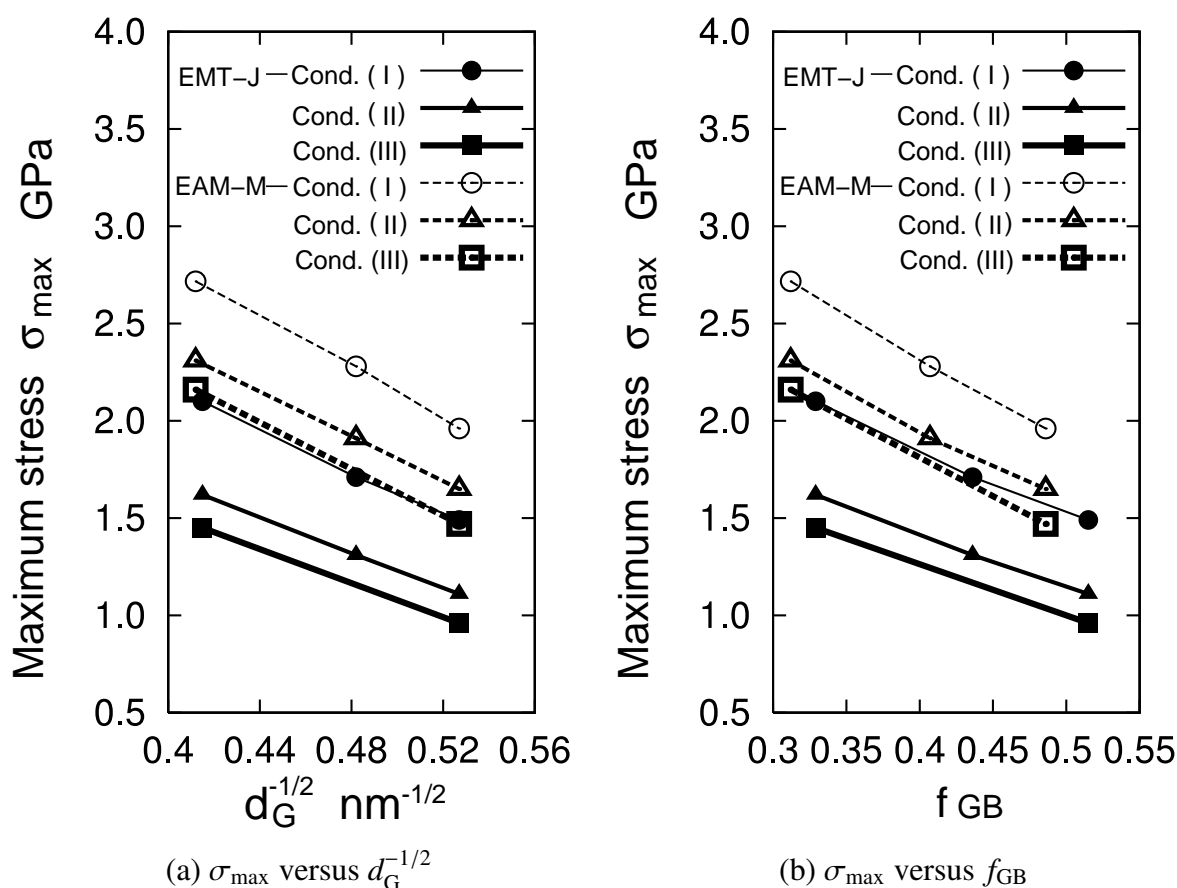 4.0
3.5
3.0
2.5
2.0
1.5
1.0
0.5
Maximum stress σmax GPa
EMT−J Cond. ( I )
Cond. ( II )
Cond. (III)
EAM−M Cond. ( I )
Cond. ( II )
Cond. (III)
0.4 0.44 0.48 0.52 0.56
d_G^-1/2 nm^-1/2
(a) σmax versus d_G^−1/2
4.0
3.5
3.0
2.5
2.0
1.5
1.0
0.5
Maximum stress σmax GPa
EMT−J Cond. ( I )
Cond. ( II )
Cond. (III)
EAM−M Cond. ( I )
Cond. ( II )
Cond. (III)
0.3 0.35 0.4 0.45 0.5 0.55
f GB
(b) σmax versus fGB